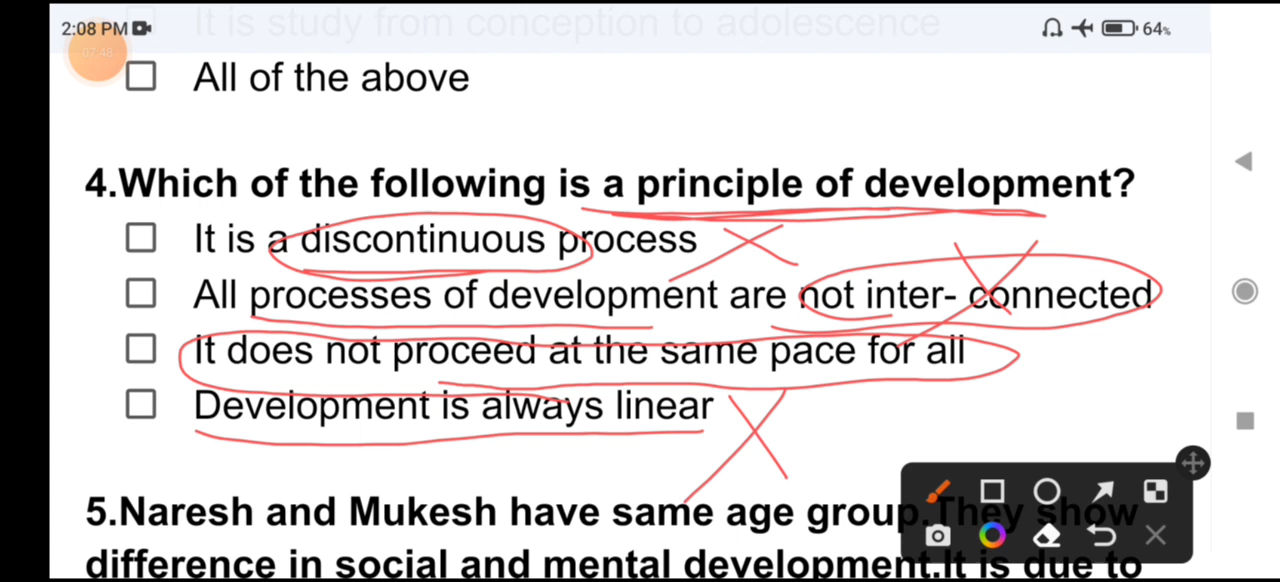 2:08 PM 64%
It is study from conception to adolescence
07:48
All of the above
4.Which of the following is a principle of development?
It is a discontinuous process
All processes of development are not inter- connected
It does not proceed at the same pace for all
Development is always linear
5.Naresh and Mukesh have same age group.They show
difference in social and mental development.It is due to